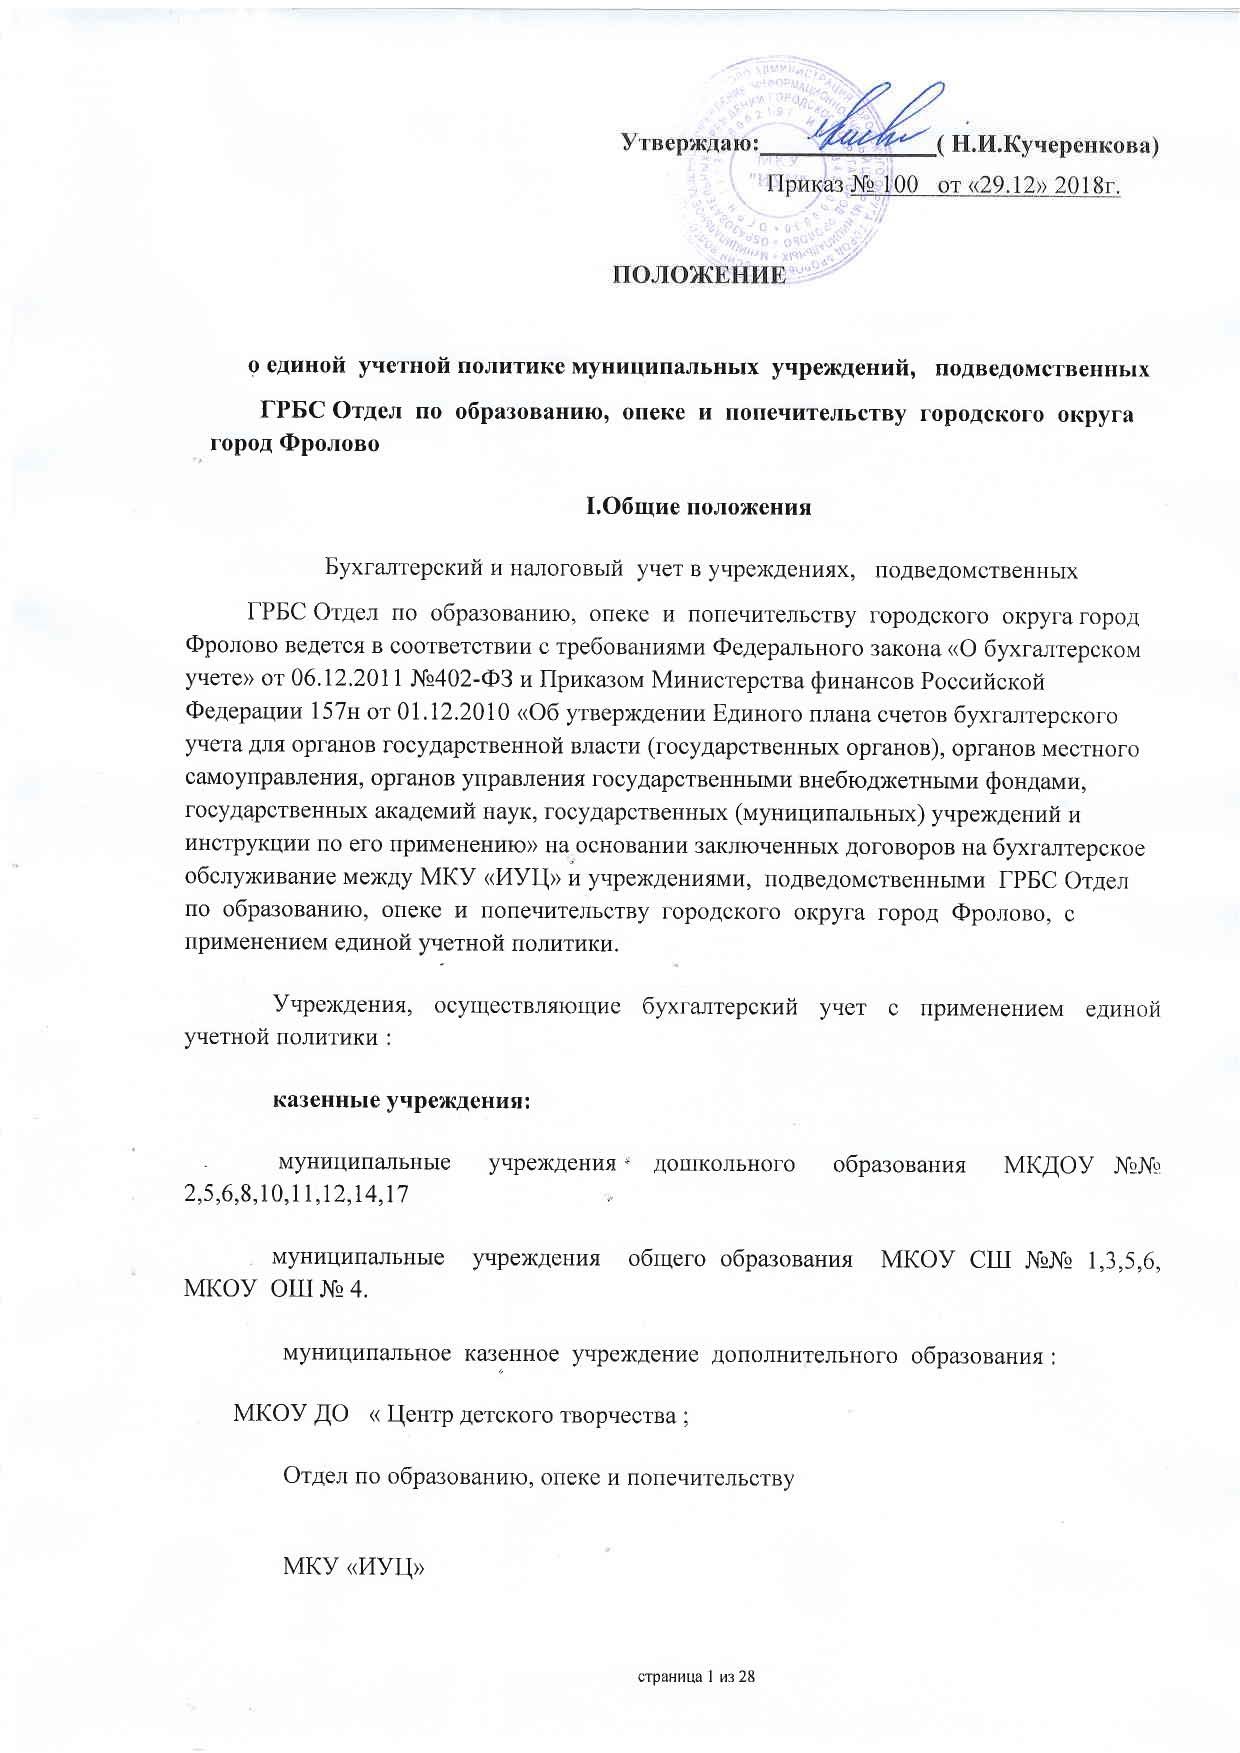 Утверждаю:______________( Н.И.Кучеренкова)
Приказ № 100 от «29.12» 2018г.
МКУ
ПОЛОЖЕНИЕ
о единой учетной политике муниципальных учреждений, подведомственных
ГРБС Отдел по образованию, опеке и попечительству городского округа
город Фролово
I.Общие положения
Бухгалтерский и налоговый учет в учреждениях, подведомственных
ГРБС Отдел по образованию, опеке и попечительству городского округа город
Фролово ведется в соответствии с требованиями Федерального закона «О бухгалтерском
учете» от 06.12.2011 №402-ФЗ и Приказом Министерства финансов Российской
Федерации 157н от 01.12.2010 «Об утверждении Единого плана счетов бухгалтерского
учета для органов государственной власти (государственных органов), органов местного
самоуправления, органов управления государственными внебюджетными фондами,
государственных академий наук, государственных (муниципальных) учреждений и
инструкции по его применению» на основании заключенных договоров на бухгалтерское
обслуживание между МКУ «ИУЦ» и учреждениями, подведомственными ГРБС Отдел
по образованию, опеке и попечительству городского округа город Фролово, с
применением единой учетной политики.
Учреждения, осуществляющие бухгалтерский учет с применением единой
учетной политики :
казенные учреждения:
муниципальные учреждения дошкольного образования МКДОУ №№
2,5,6,8,10,11,12,14,17
муниципальные учреждения общего образования МКОУ СШ №№ 1,3,5,6,
МКОУ ОШ № 4.
муниципальное казенное учреждение дополнительного образования :
МКОУ ДО « Центр детского творчества ;
Отдел по образованию, опеке и попечительству
МКУ «ИУЦ»
страница 1 из 28